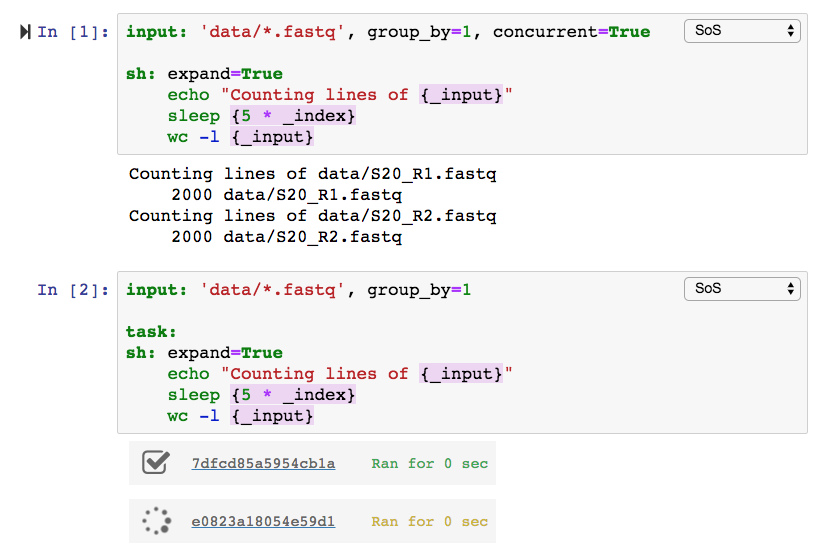 In [1]: input: 'data/*.fastq', group_by=1, concurrent=True SoS
sh: expand=True
echo "Counting lines of {_input}"
sleep {5 * _index}
wc -l {_input}
Counting lines of data/S20_R1.fastq
2000 data/S20_R1.fastq
Counting lines of data/S20_R2.fastq
2000 data/S20_R2.fastq
In [2]: input: 'data/*.fastq', group_by=1 SoS
task:
sh: expand=True
echo "Counting lines of {_input}"
sleep {5 * _index}
wc -l {_input}
7dfcd85a5954cb1a Ran for 0 sec
e0823a18054e59d1 Ran for 0 sec